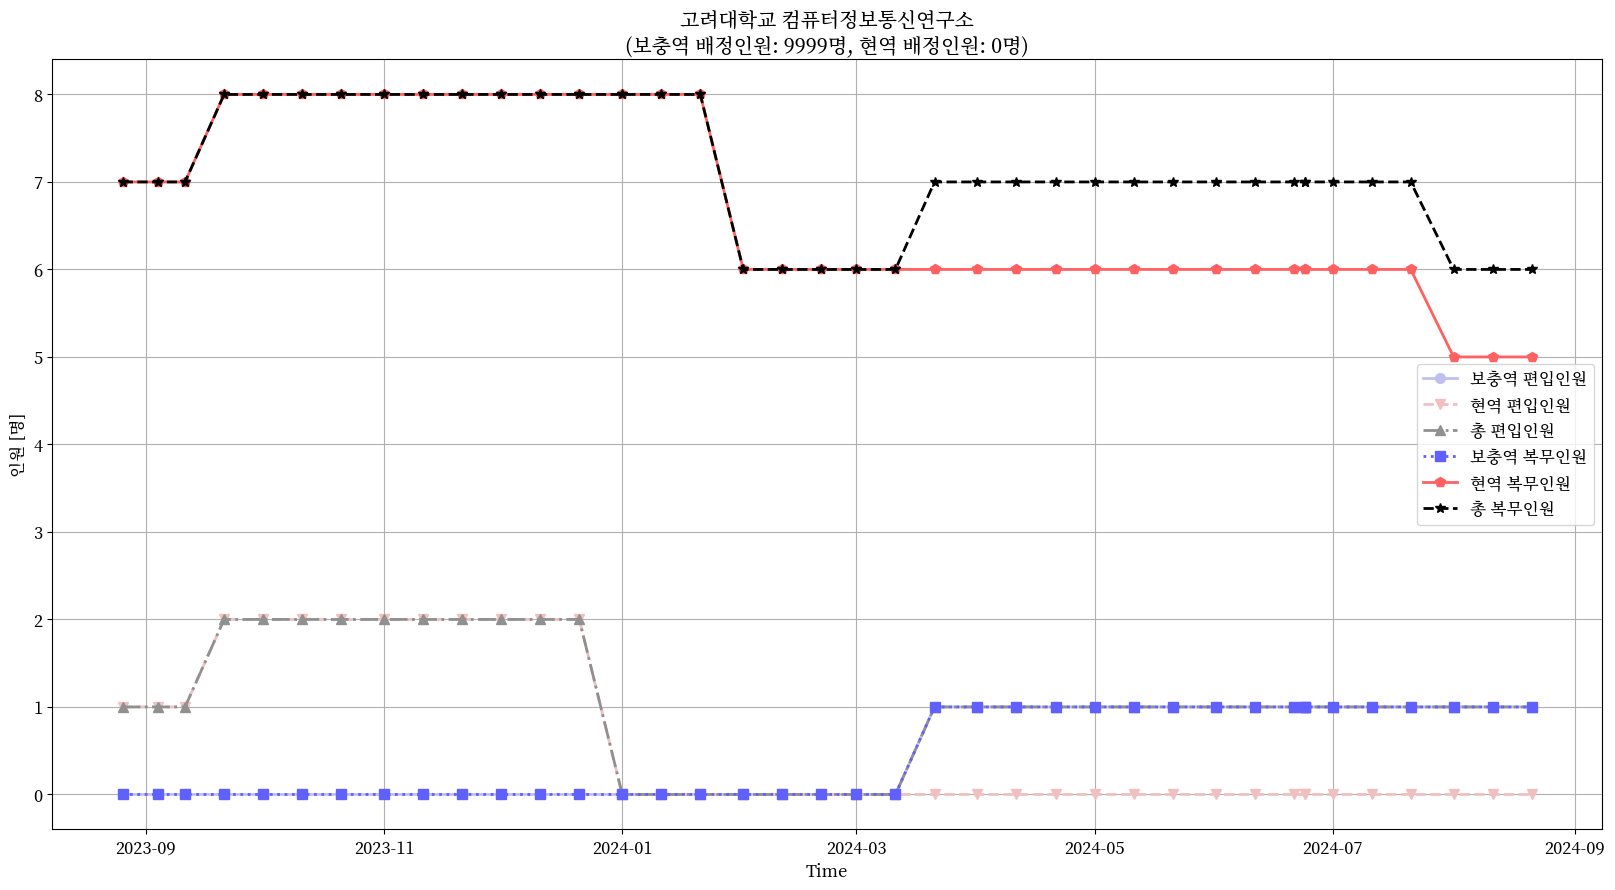 고려대학교 컴퓨터정보통신연구소
(보충역 배정인원: 9999명, 현역 배정인원: 0명)
8
7
6
5
4
3
2
1
0
인원 [명]
보충역 편입인원
현역 편입인원
총 편입인원
보충역 복무인원
현역 복무인원
총 복무인원
2023-09
2023-11
2024-01
2024-03
2024-05
2024-07
2024-09
Time